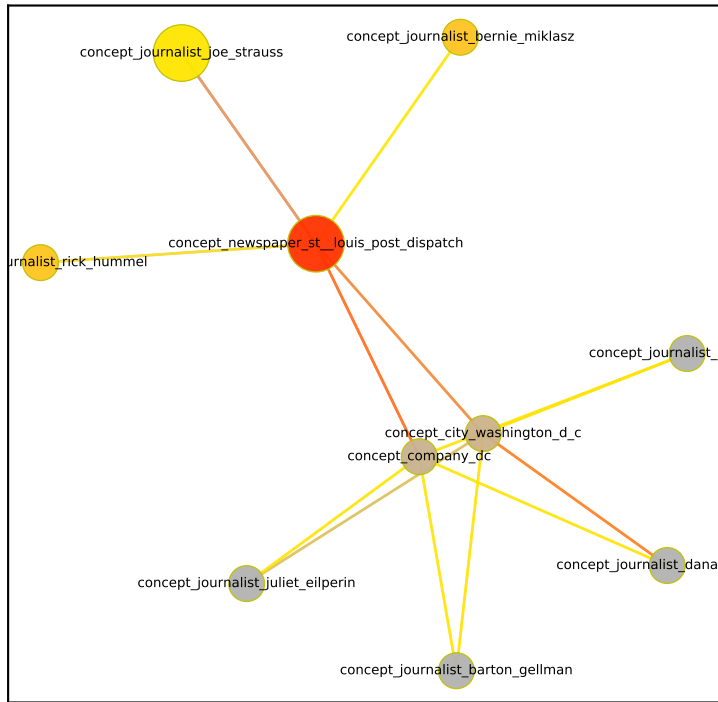 concept_journalist_bernie_miklasz
concept_journalist_joe_strauss
concept_newspaper_st__louis_post_dispatch
urnalist_rick_hummel
concept_journalist_
concept_city_washington_d_c
concept_company_dc
concept_journalist_dana
concept_journalist_juliet_eilperin
concept_journalist_barton_gellman